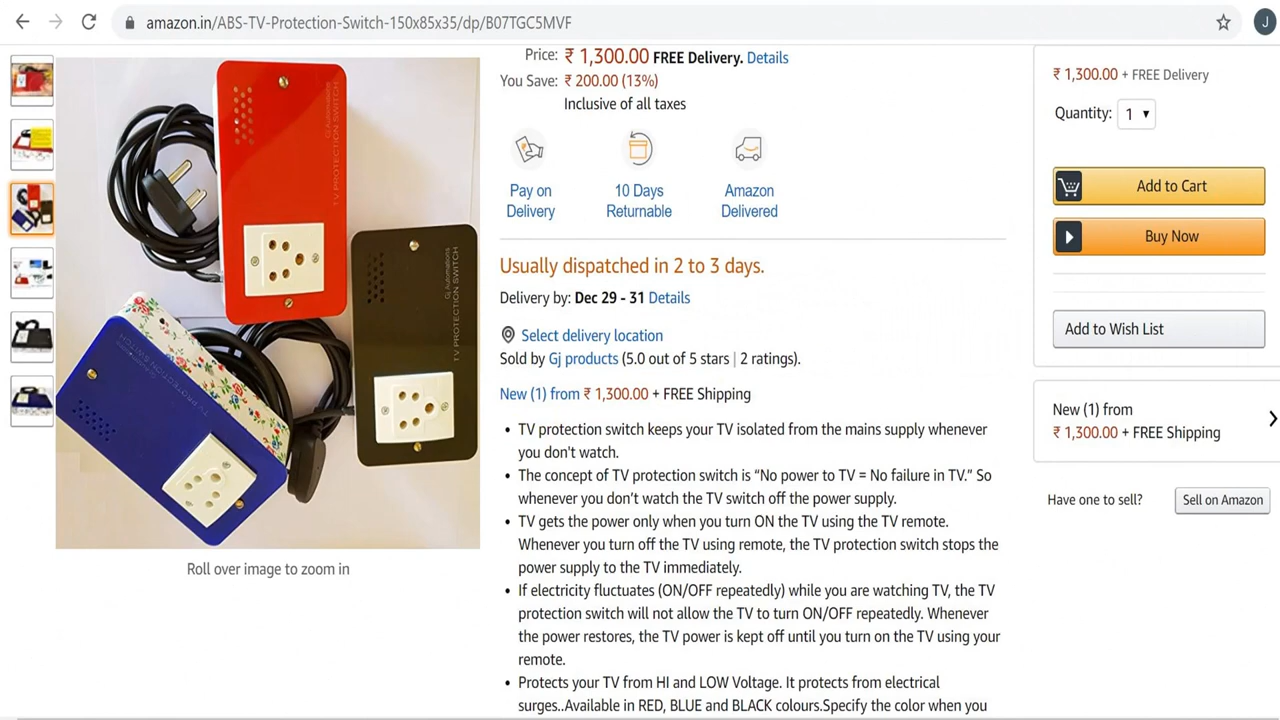 amazon.in/ABS-TV-Protection-Switch-150x85x35/dp/B07TGC5MVF
J
Gj Automations
TV PROTECTION SWITCH
Gj Automations
TV PROTECTION SWITCH
Gj Automations
TV PROTECTION SWITCH
Roll over image to zoom in
Price: ₹ 1,300.00 FREE Delivery. Details
You Save: ₹ 200.00 (13%)
Inclusive of all taxes
Pay on
Delivery
10 Days
Returnable
Amazon
Delivered
Usually dispatched in 2 to 3 days.
Delivery by: Dec 29 - 31 Details
Select delivery location
Sold by Gj products (5.0 out of 5 stars | 2 ratings).
New (1) from ₹ 1,300.00 + FREE Shipping
• TV protection switch keeps your TV isolated from the mains supply whenever
you don't watch.
• The concept of TV protection switch is “No power to TV = No failure in TV.” So
whenever you don’t watch the TV switch off the power supply.
• TV gets the power only when you turn ON the TV using the TV remote.
Whenever you turn off the TV using remote, the TV protection switch stops the
power supply to the TV immediately.
• If electricity fluctuates (ON/OFF repeatedly) while you are watching TV, the TV
protection switch will not allow the TV to turn ON/OFF repeatedly. Whenever
the power restores, the TV power is kept off until you turn on the TV using your
remote.
• Protects your TV from HI and LOW Voltage. It protects from electrical
surges..Available in RED, BLUE and BLACK colours.Specify the color when you
₹ 1,300.00 + FREE Delivery
Quantity: 1
Add to Cart
Buy Now
Add to Wish List
New (1) from
₹ 1,300.00 + FREE Shipping
Have one to sell? Sell on Amazon